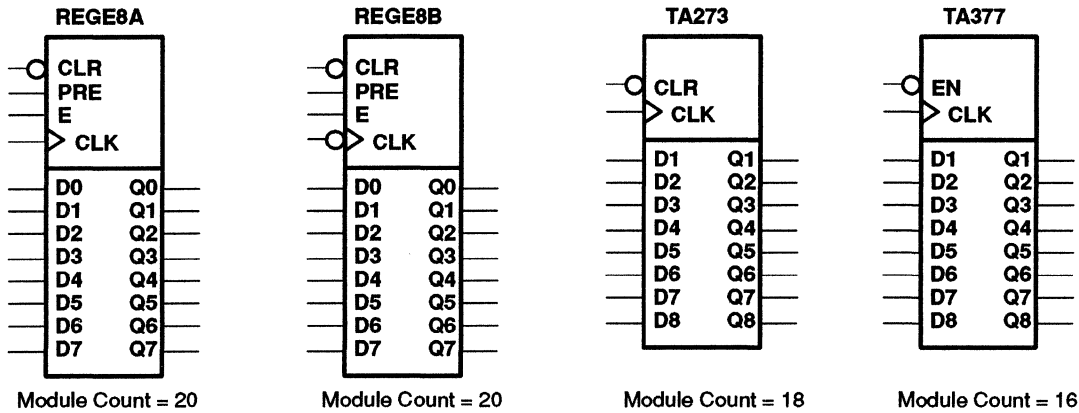 REGE8A
CLR
PRE
E
CLK
D0 Q0
D1 Q1
D2 Q2
D3 Q3
D4 Q4
D5 Q5
D6 Q6
D7 Q7
Module Count = 20
REGE8B
CLR
PRE
E
CLK
D0 Q0
D1 Q1
D2 Q2
D3 Q3
D4 Q4
D5 Q5
D6 Q6
D7 Q7
Module Count = 20
TA273
CLR
CLK
D1 Q1
D2 Q2
D3 Q3
D4 Q4
D5 Q5
D6 Q6
D7 Q7
D8 Q8
Module Count = 18
TA377
EN
CLK
D1 Q1
D2 Q2
D3 Q3
D4 Q4
D5 Q5
D6 Q6
D7 Q7
D8 Q8
Module Count = 16